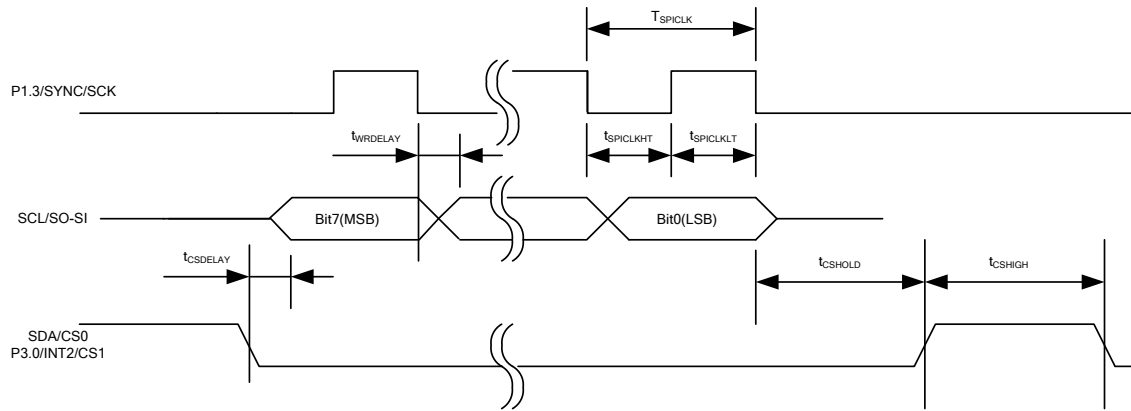 TSPICLK
P1.3/SYNC/SCK
tWRDELAY
tSPICLKHT
tSPICLKLT
SCL/SO-SI
Bit7(MSB)
Bit0(LSB)
tCSDELAY
tCSHOLD
tCSHIGH
SDA/CS0
P3.0/INT2/CS1